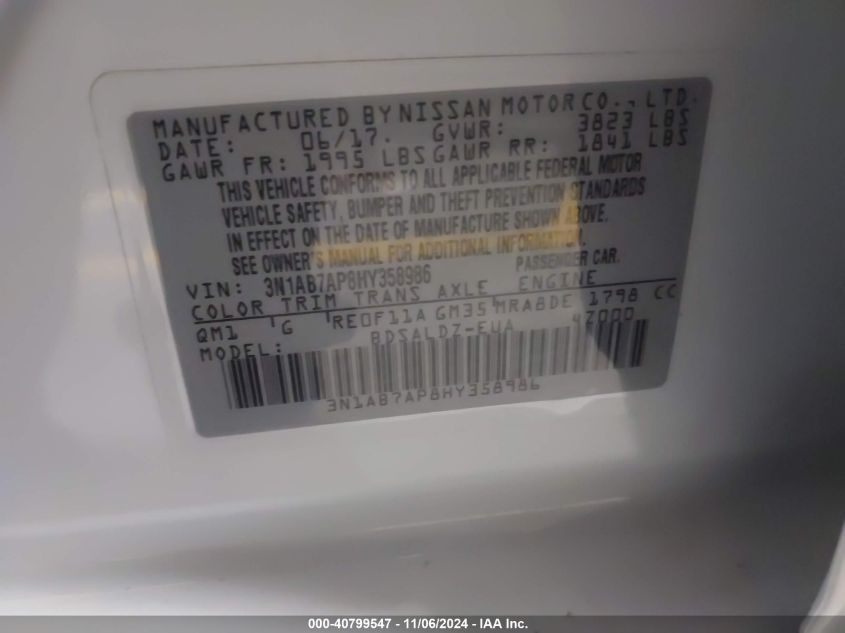 MANUFACTURED BY NISSAN MOTOR CO., LTD.
DATE: 06/17. GVWR: 3823 LBS
GAWR FR: 1995 LBS GAWR RR: 1841 LBS
THIS VEHICLE CONFORMS TO ALL APPLICABLE FEDERAL MOTOR
VEHICLE SAFETY, BUMPER AND THEFT PREVENTION STANDARDS
IN EFFECT ON THE DATE OF MANUFACTURE SHOWN ABOVE.
SEE OWNER'S MANUAL FOR ADDITIONAL INFORMATION.
VIN: 3N1AB7AP8HY358986 PASSENGER CAR.
COLOR TRIM TRANS AXLE ENGINE
QM1 G RE0F11A GM35 MRA8DE 1798 CC
MODEL: BDSALDZ-EUA 4Z000
3N1AB7AP8HY358986
000-40799547 - 11/06/2024 - © IAA Inc.